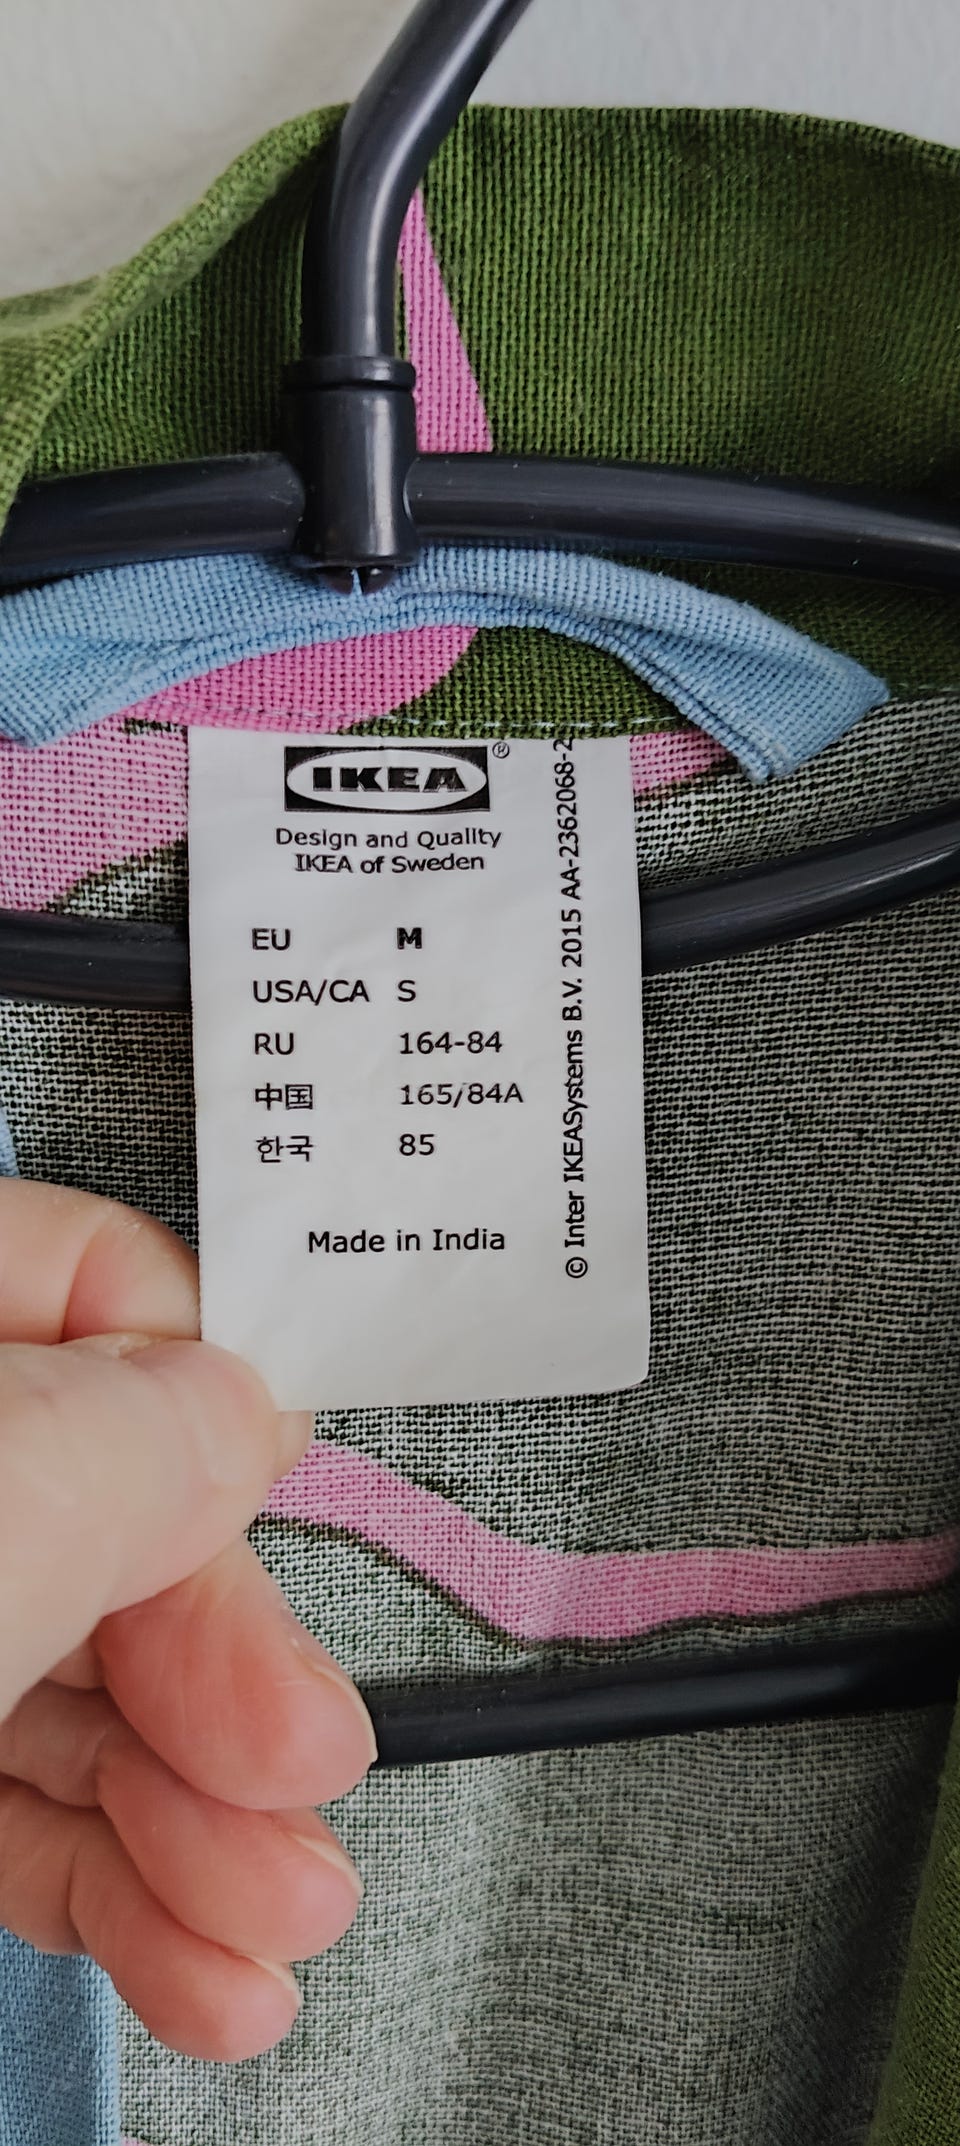 IKEA®
Design and Quality
IKEA of Sweden
EU M
USA/CA S
RU 164-84
中国 165/84A
한국 85
Made in India
© Inter IKEASystems B.V. 2015 AA-2362068-2